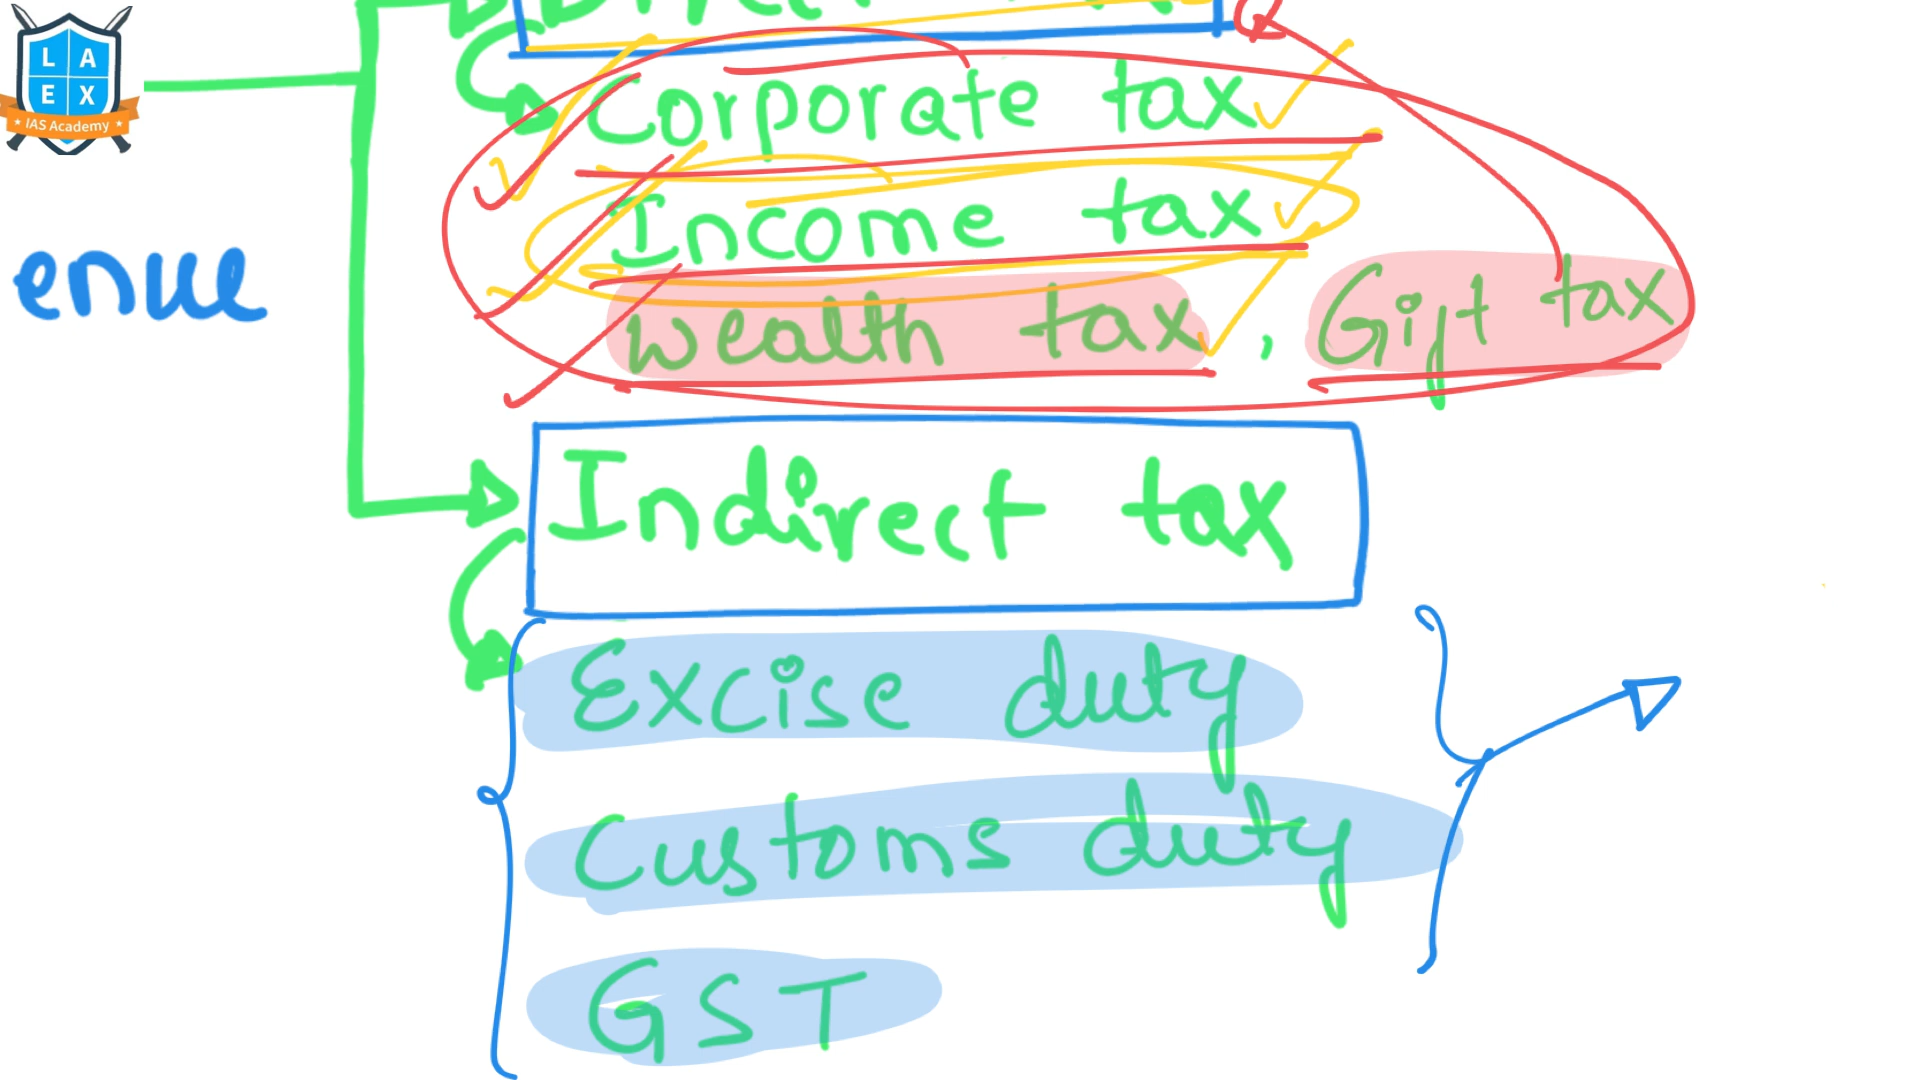 L A
E X
★ IAS Academy ★
Corporate tax
Income tax
Wealth tax, Gift tax
enue
Indirect tax
Excise duty
Customs duty
GST